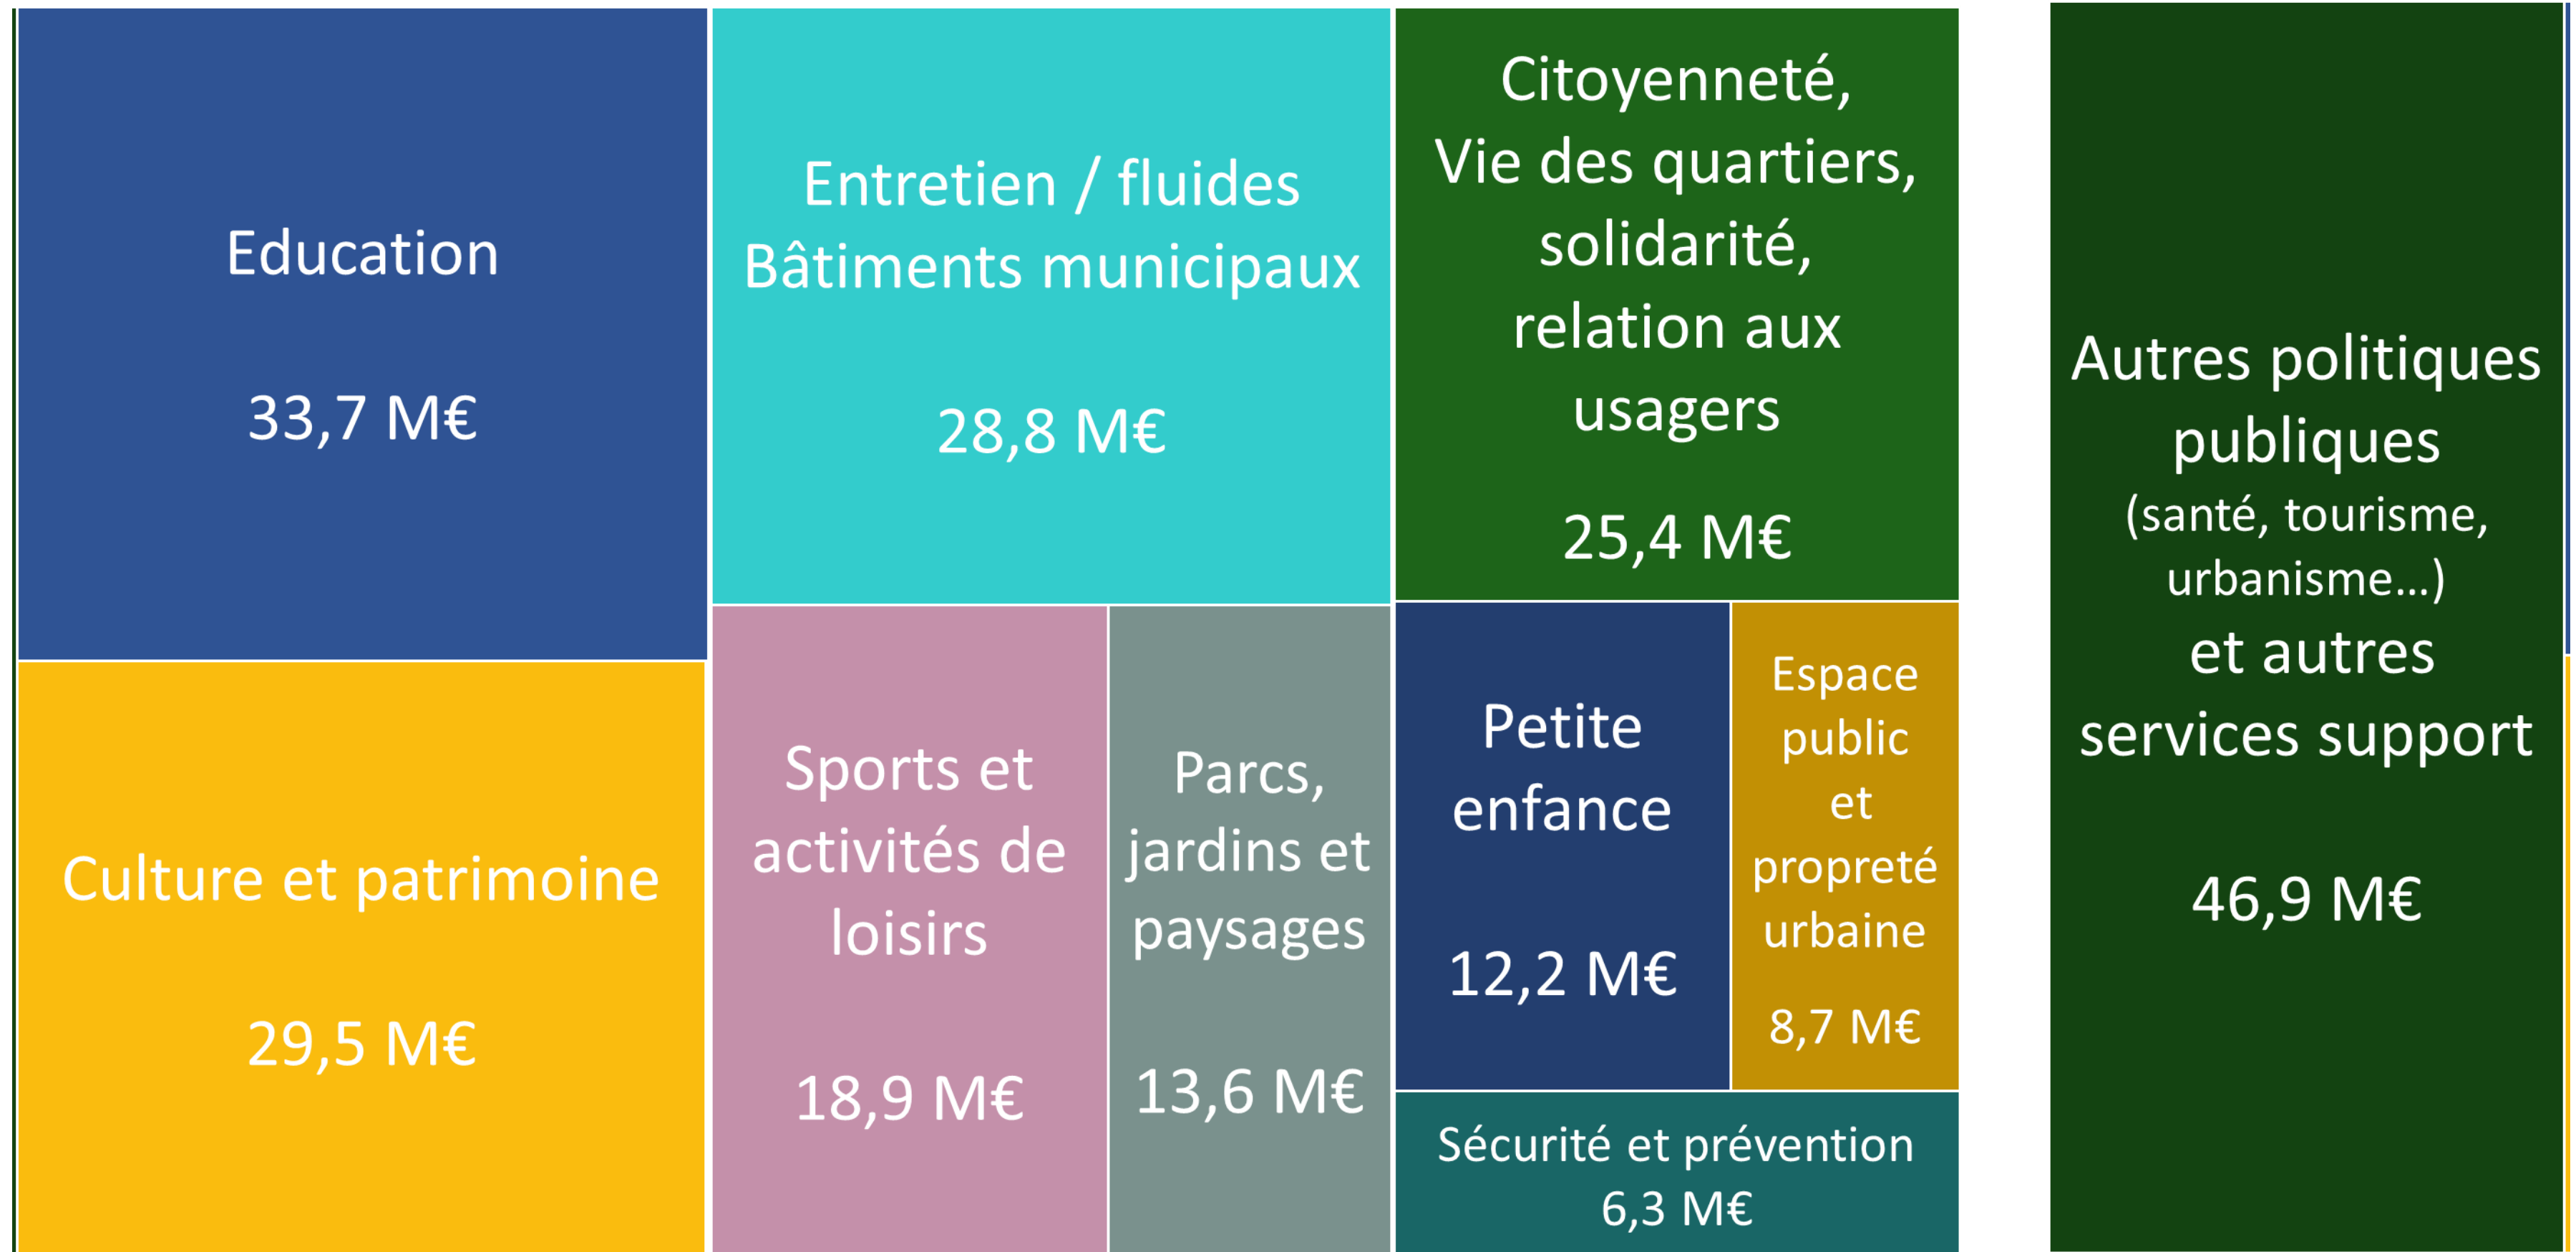 Education
33,7 M€
Culture et patrimoine
29,5 M€
Entretien / fluides
Bâtiments municipaux
28,8 M€
Sports et
activités de
loisirs
18,9 M€
Parcs,
jardins et
paysages
13,6 M€
Citoyenneté,
Vie des quartiers,
solidarité,
relation aux
usagers
25,4 M€
Petite
enfance
12,2 M€
Espace
public
et
propreté
urbaine
8,7 M€
Sécurité et prévention
6,3 M€
Autres politiques
publiques
(santé, tourisme,
urbanisme...)
et autres
services support
46,9 M€